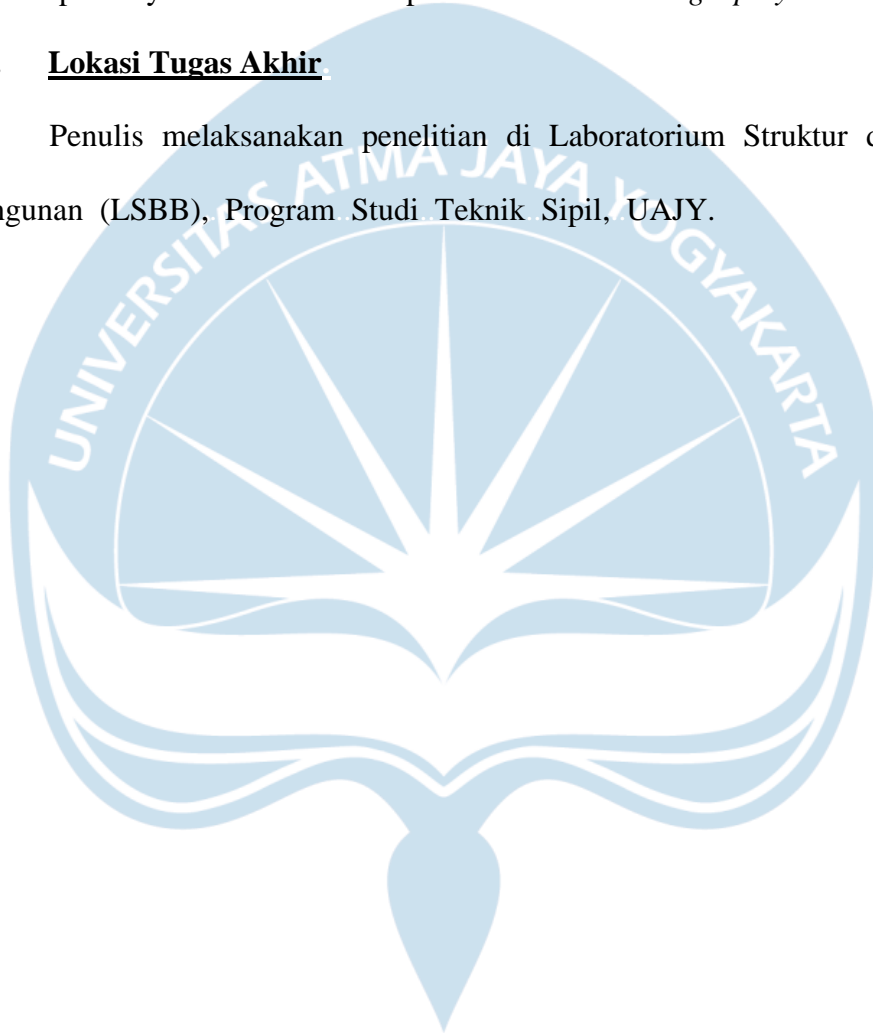 Lokasi Tugas Akhir.
Penulis melaksanakan penelitian di Laboratorium Struktur
(LSBB), Program Studi Teknik Sipil, UAJY.
UNIVERSITAS ATMA JAYA YOGYAKARTA